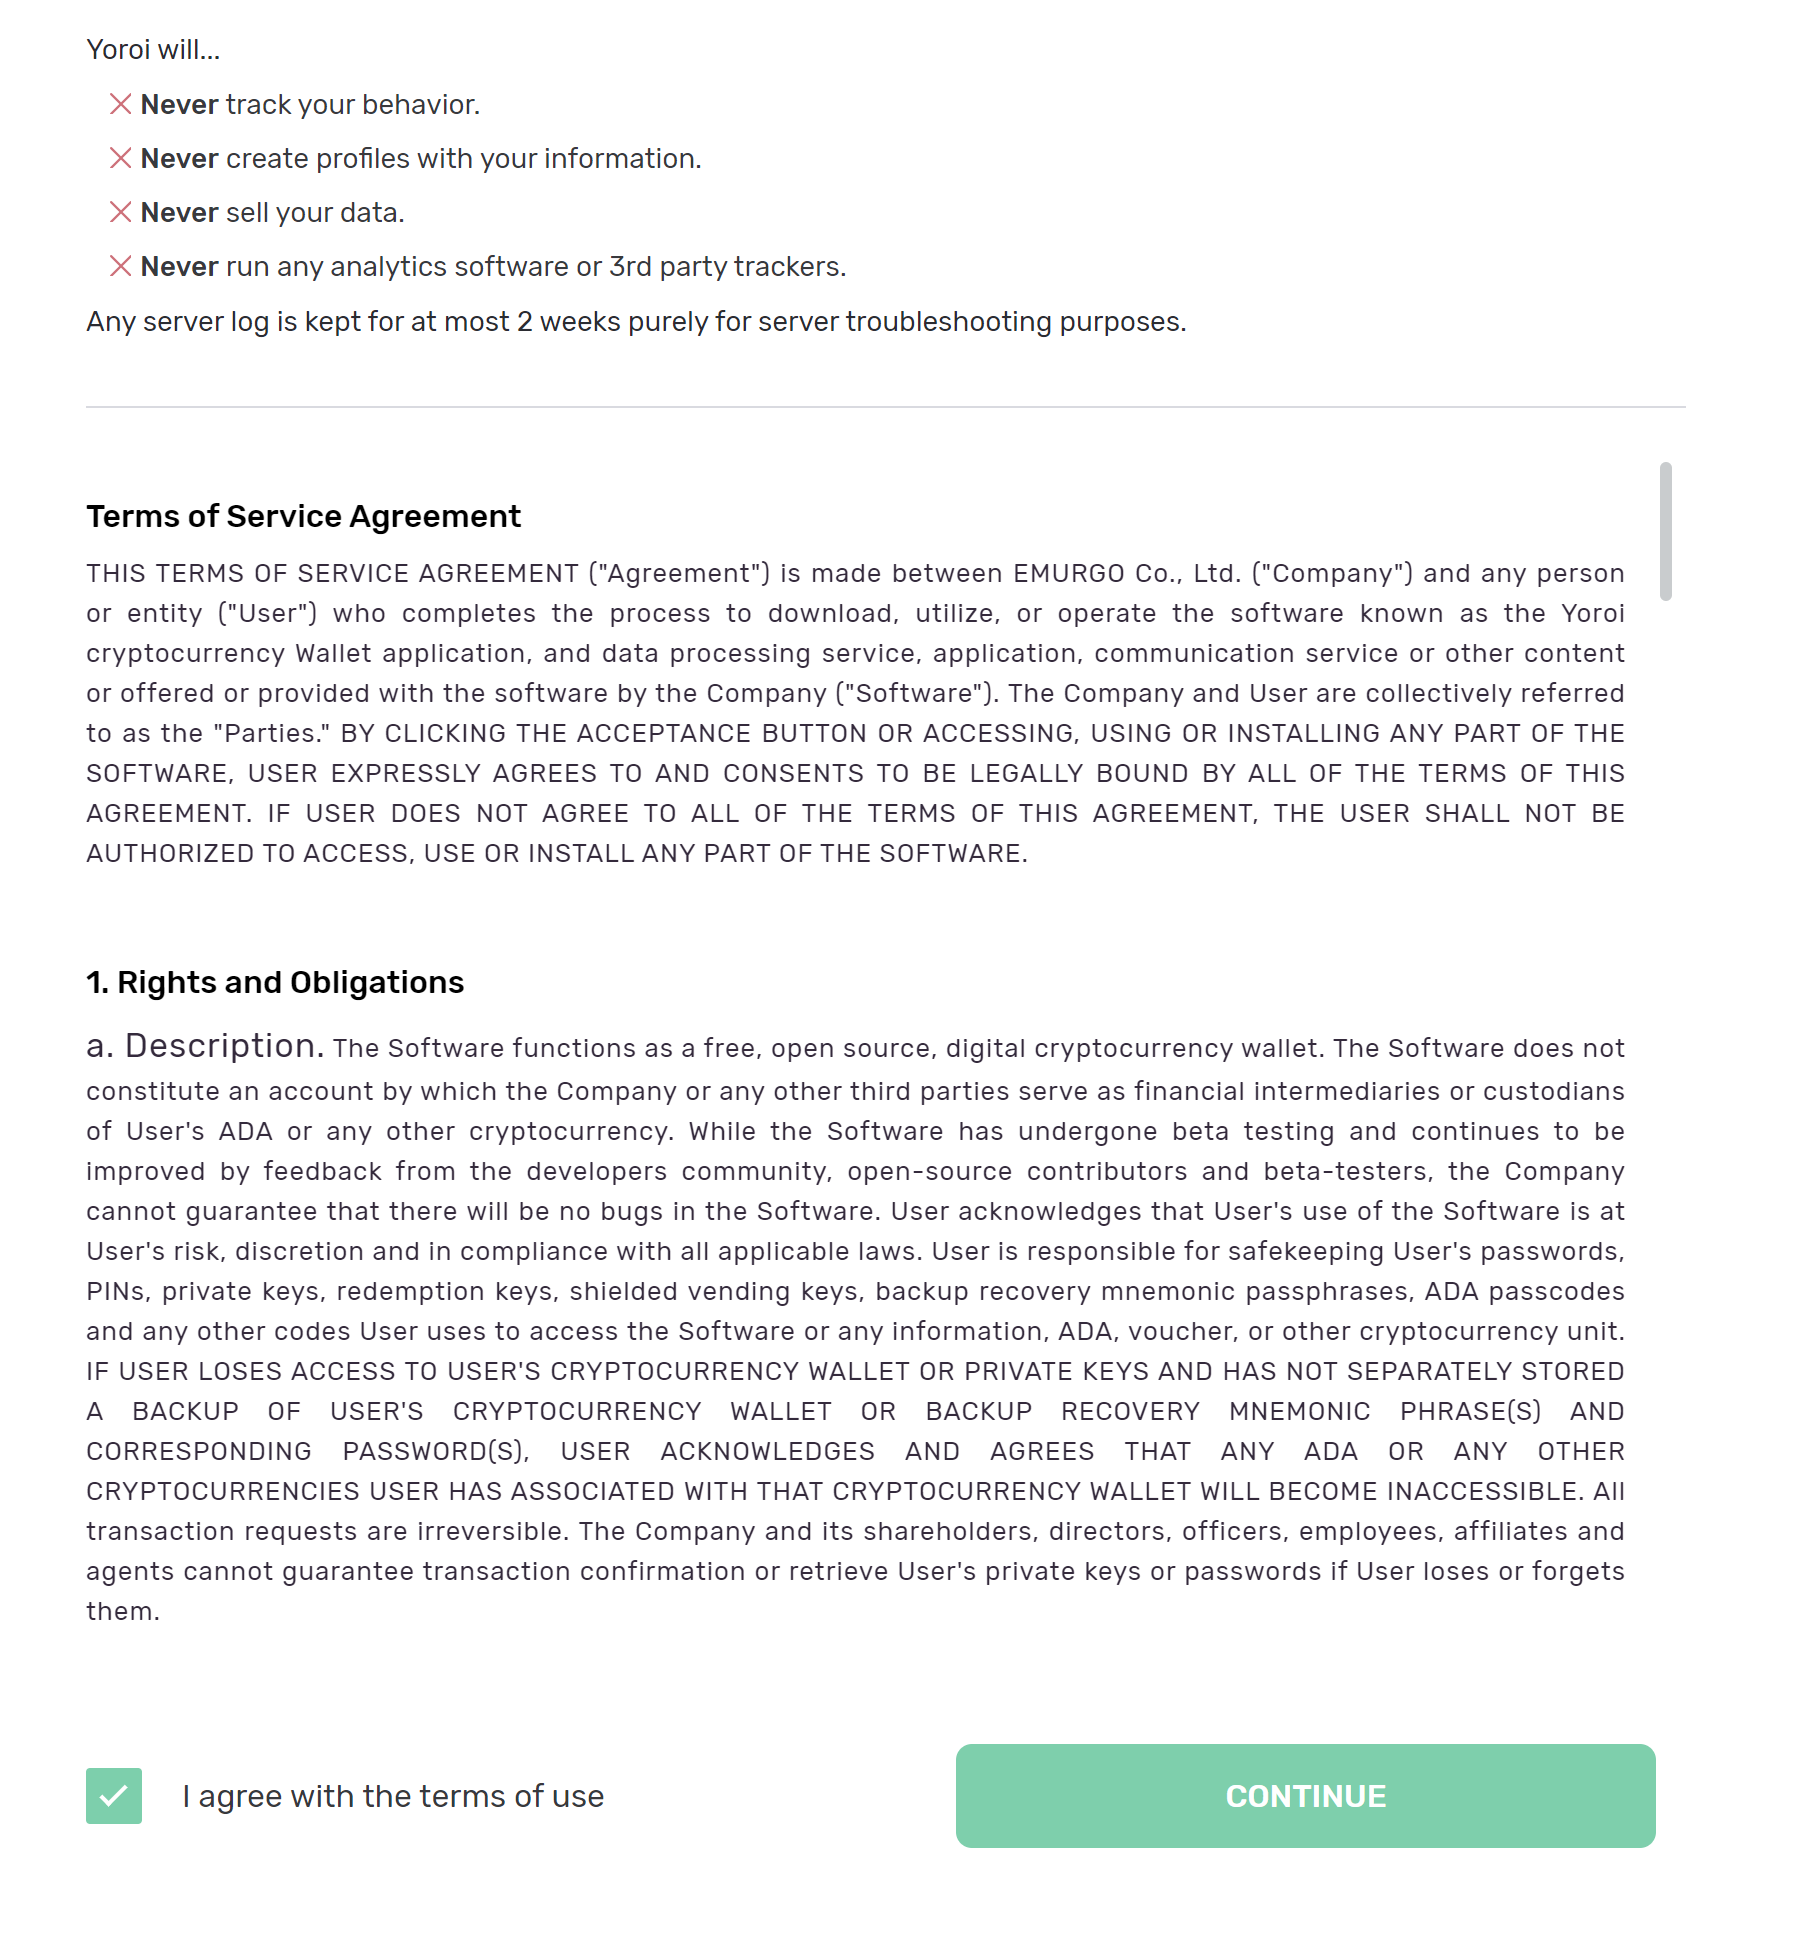 Yoroi will...
Never track your behavior.
Never create profiles with your information.
Never sell your data.
Never run any analytics software or 3rd party trackers.
Any server log is kept for at most 2 weeks purely for server troubleshooting purposes.
Terms of Service Agreement
THIS TERMS OF SERVICE AGREEMENT ("Agreement") is made between EMURGO Co., Ltd. ("Company") and any person
or entity ("User") who completes the process to download, utilize, or operate the software known as the Yoroi
cryptocurrency Wallet application, and data processing service, application, communication service or other content
or offered or provided with the software by the Company ("Software"). The Company and User are collectively referred
to as the "Parties." BY CLICKING THE ACCEPTANCE BUTTON OR ACCESSING, USING OR INSTALLING ANY PART OF THE
SOFTWARE, USER EXPRESSLY AGREES TO AND CONSENTS TO BE LEGALLY BOUND BY ALL OF THE TERMS OF THIS
AGREEMENT. IF USER DOES NOT AGREE TO ALL OF THE TERMS OF THIS AGREEMENT, THE USER SHALL NOT BE
AUTHORIZED TO ACCESS, USE OR INSTALL ANY PART OF THE SOFTWARE.
1. Rights and Obligations
a. Description. The Software functions as a free, open source, digital cryptocurrency wallet. The Software does not
constitute an account by which the Company or any other third parties serve as financial intermediaries or custodians
of User's ADA or any other cryptocurrency. While the Software has undergone beta testing and continues to be
improved by feedback from the developers community, open-source contributors and beta-testers, the Company
cannot guarantee that there will be no bugs in the Software. User acknowledges that User's use of the Software is at
User's risk, discretion and in compliance with all applicable laws. User is responsible for safekeeping User's passwords,
PINs, private keys, redemption keys, shielded vending keys, backup recovery mnemonic passphrases, ADA passcodes
and any other codes User uses to access the Software or any information, ADA, voucher, or other cryptocurrency unit.
IF USER LOSES ACCESS TO USER'S CRYPTOCURRENCY WALLET OR PRIVATE KEYS AND HAS NOT SEPARATELY STORED
A BACKUP OF USER'S CRYPTOCURRENCY WALLET OR BACKUP RECOVERY MNEMONIC PHRASE(S) AND
CORRESPONDING PASSWORD(S), USER ACKNOWLEDGES AND AGREES THAT ANY ADA OR ANY OTHER
CRYPTOCURRENCIES USER HAS ASSOCIATED WITH THAT CRYPTOCURRENCY WALLET WILL BECOME INACCESSIBLE. All
transaction requests are irreversible. The Company and its shareholders, directors, officers, employees, affiliates and
agents cannot guarantee transaction confirmation or retrieve User's private keys or passwords if User loses or forgets
them.
I agree with the terms of use
CONTINUE